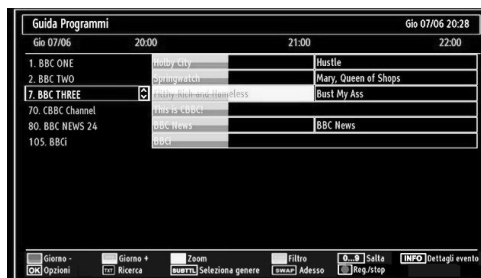 Guida Programmi Gio 07/06 20:28
Gio 07/06 20:00 21:00 22:00
1. BBC ONE Holby City Hustle
2. BBC TWO Springwatch Mary, Queen of Shops
7. BBC THREE Filthy Rich and Homeless Bust My Ass
70. CBBC Channel This is CBBC!
80. BBC NEWS 24 BBC News BBC News
105. BBCi BBCi
Giorno - Giorno + Zoom Filtro 0...9 Salta INFO Dettagli evento
OK Opzioni TXT Ricerca SUBTTL Seleziona genere SWAP Adesso Reg./stop